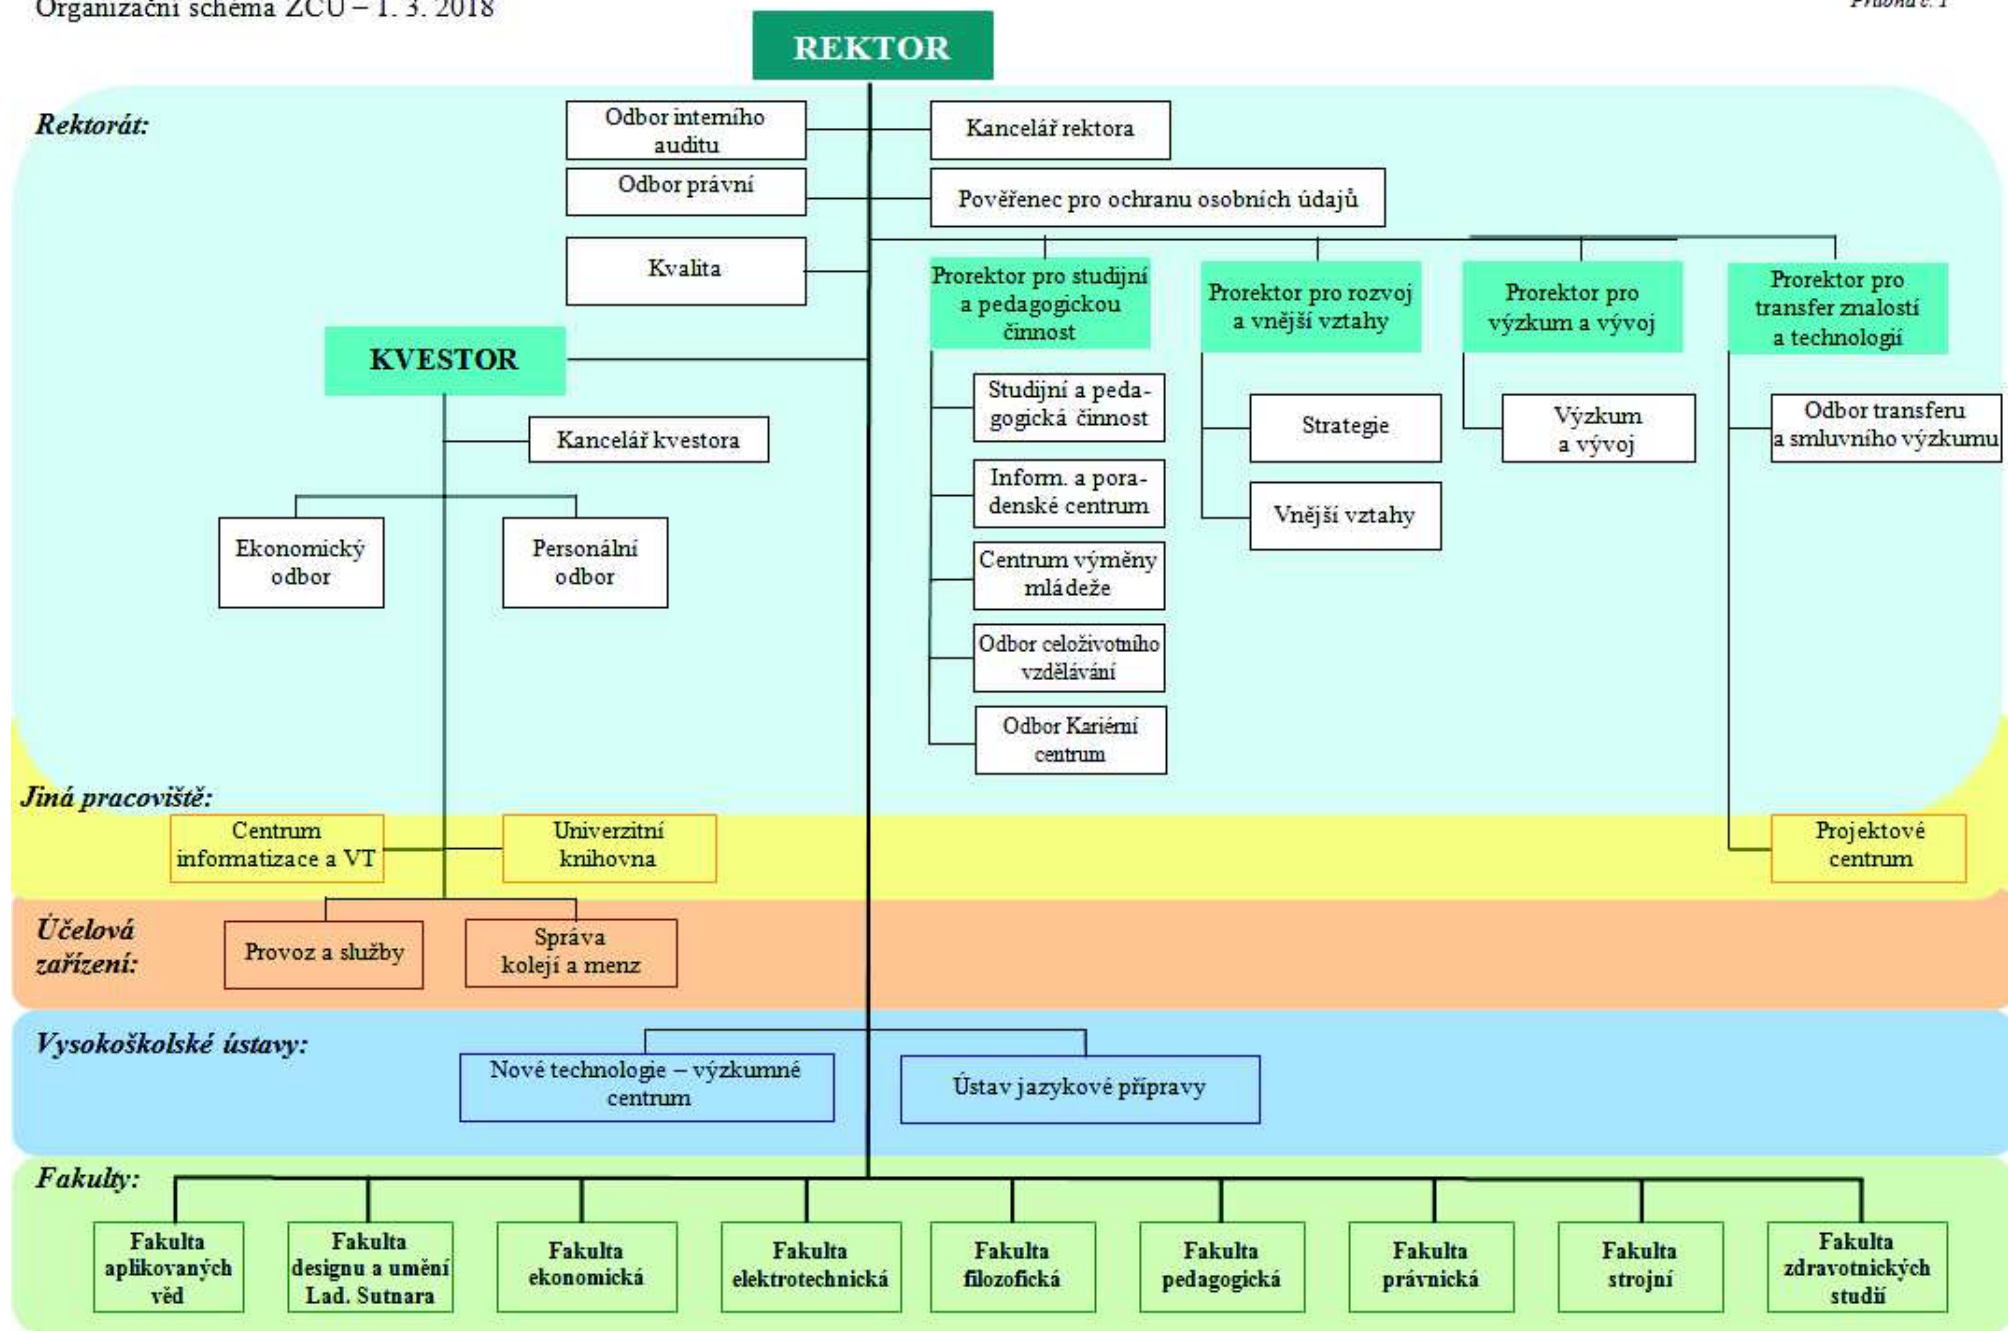 Organizační schéma ZČU – 1. 3. 2018
Příloha č. 1
REKTOR
Rektorát:
Odbor interního
auditu
Kancelář rektora
Odbor právní
Pověřenec pro ochranu osobních údajů
Kvalita
Prorektor pro studijní
a pedagogickou
činnost
Prorektor pro rozvoj
a vnější vztahy
Prorektor pro
výzkum a vývoj
Prorektor pro
transfer znalostí
a technologií
KVESTOR
Kancelář kvestora
Ekonomický
odbor
Personální
odbor
Studijní a peda-
gogická činnost
Inform. a pora-
denské centrum
Centrum výměny
mládeže
Odbor celoživotního
vzdělávání
Odbor Kariérní
centrum
Strategie
Vnější vztahy
Výzkum
a vývoj
Odbor transferu
a smluvního výzkumu
Jiná pracoviště:
Centrum
informatizace a VT
Univerzitní
knihovna
Projektové
centrum
Účelová
zařízení:
Provoz a služby
Správa
kolejí a menz
Vysokoškolské ústavy:
Nové technologie – výzkumné
centrum
Ústav jazykové přípravy
Fakulty:
Fakulta
aplikovaných
věd
Fakulta
designu a umění
Lad. Sutnara
Fakulta
ekonomická
Fakulta
elektrotechnická
Fakulta
filozofická
Fakulta
pedagogická
Fakulta
právnická
Fakulta
strojní
Fakulta
zdravotnických
studií